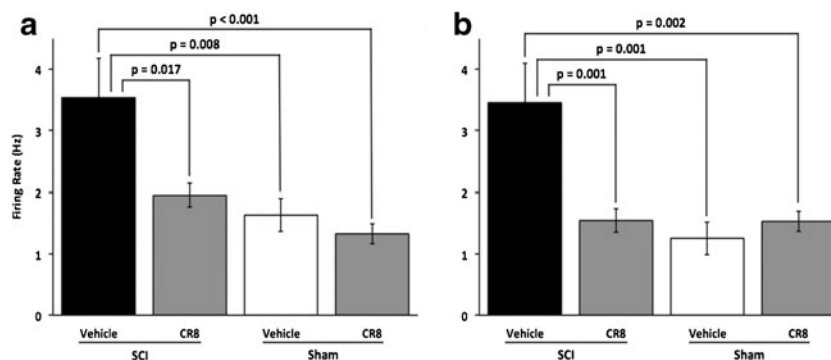 a
p < 0.001
p = 0.008
p = 0.017
Firing Rate (Hz)
4
3
2
1
0
Vehicle CR8 Vehicle CR8
SCI Sham
b
p = 0.002
p = 0.001
p = 0.001
4
3
2
1
0
Vehicle CR8 Vehicle CR8
SCI Sham